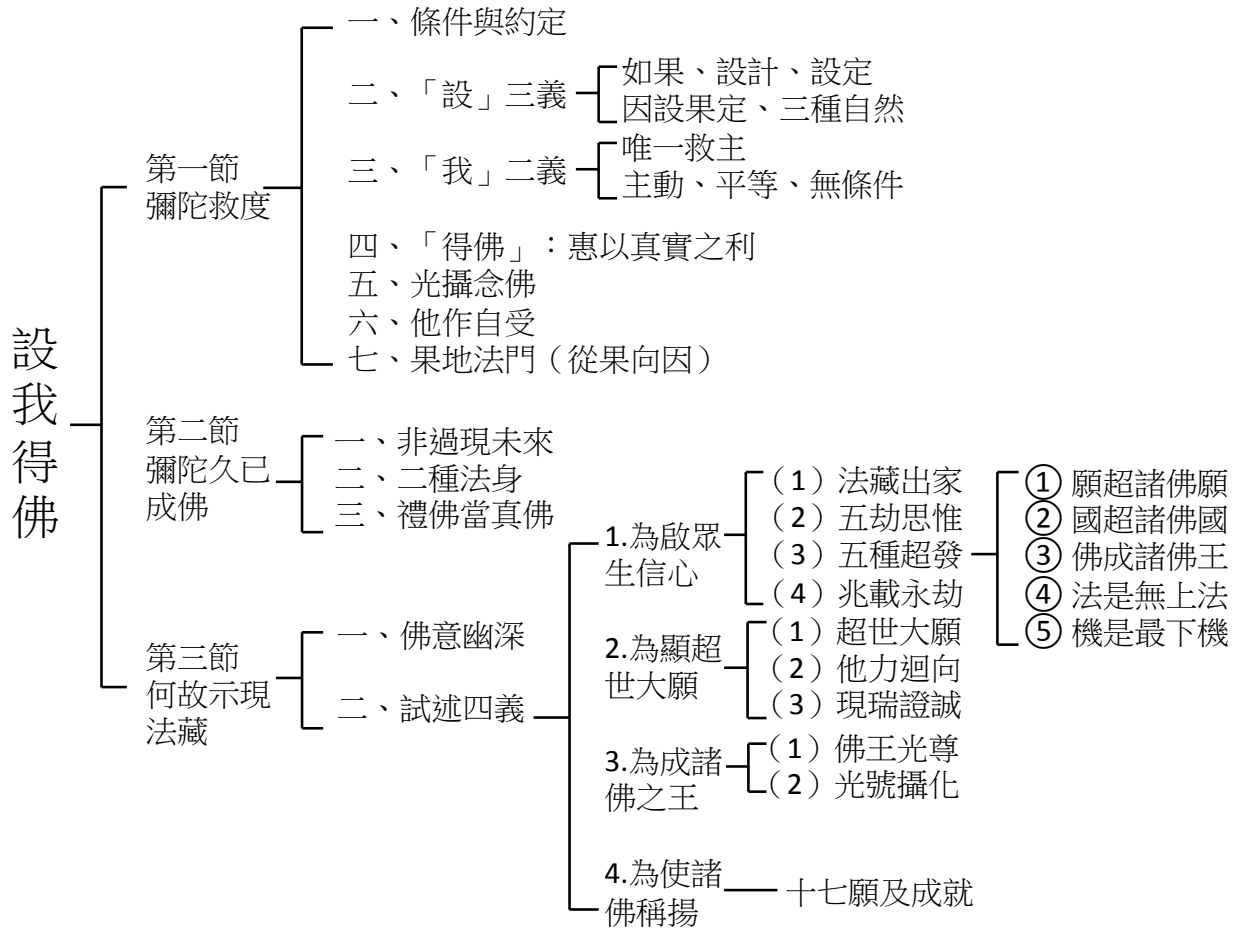 設我得佛
第一節
彌陀救度
一、條件與約定
二、「設」三義
如果、設計、設定
因設果定、三種自然
三、「我」二義
唯一救主
主動、平等、無條件
四、「得佛」：惠以真實之利
五、光攝念佛
六、他作自受
七、果地法門（從果向因）
第二節
彌陀久已
成佛
一、非過現未來
二、二種法身
三、禮佛當真佛
第三節
何故示現
法藏
一、佛意幽深
二、試述四義
1.為啟眾
生信心
（1）法藏出家
（2）五劫思惟
（3）五種超發
（4）兆載永劫
① 願超諸佛願
② 國超諸佛國
③ 佛成諸佛王
④ 法是無上法
⑤ 機是最下機
2.為顯超
世大願
（1）超世大願
（2）他力迴向
（3）現瑞證誠
3.為成諸
佛之王
（1）佛王光尊
（2）光號攝化
4.為使諸
佛稱揚
十七願及成就